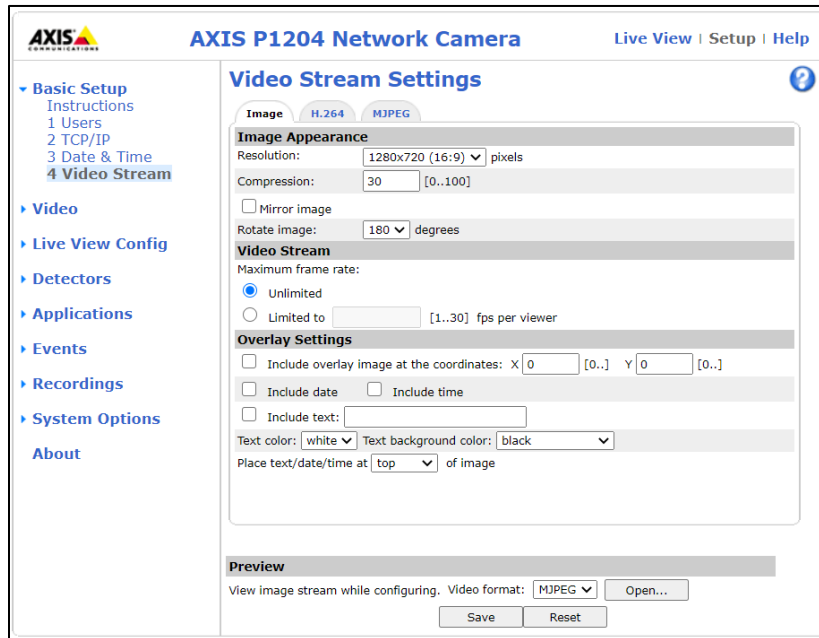 AXIS
COMMUNICATIONS
AXIS P1204 Network Camera
Live View | Setup | Help
Basic Setup
Instructions
1 Users
2 TCP/IP
3 Date & Time
4 Video Stream
Video
Live View Config
Detectors
Applications
Events
Recordings
System Options
About
Video Stream Settings
?
Image H.264 MJPEG
Image Appearance
Resolution: 1280x720 (16:9) pixels
Compression: 30 [0..100]
Mirror image
Rotate image: 180 degrees
Video Stream
Maximum frame rate:
Unlimited
Limited to [1..30] fps per viewer
Overlay Settings
Include overlay image at the coordinates: X 0 [0..] Y 0 [0..]
Include date Include time
Include text:
Text color: white Text background color: black
Place text/date/time at top of image
Preview
View image stream while configuring. Video format: MJPEG Open...
Save Reset